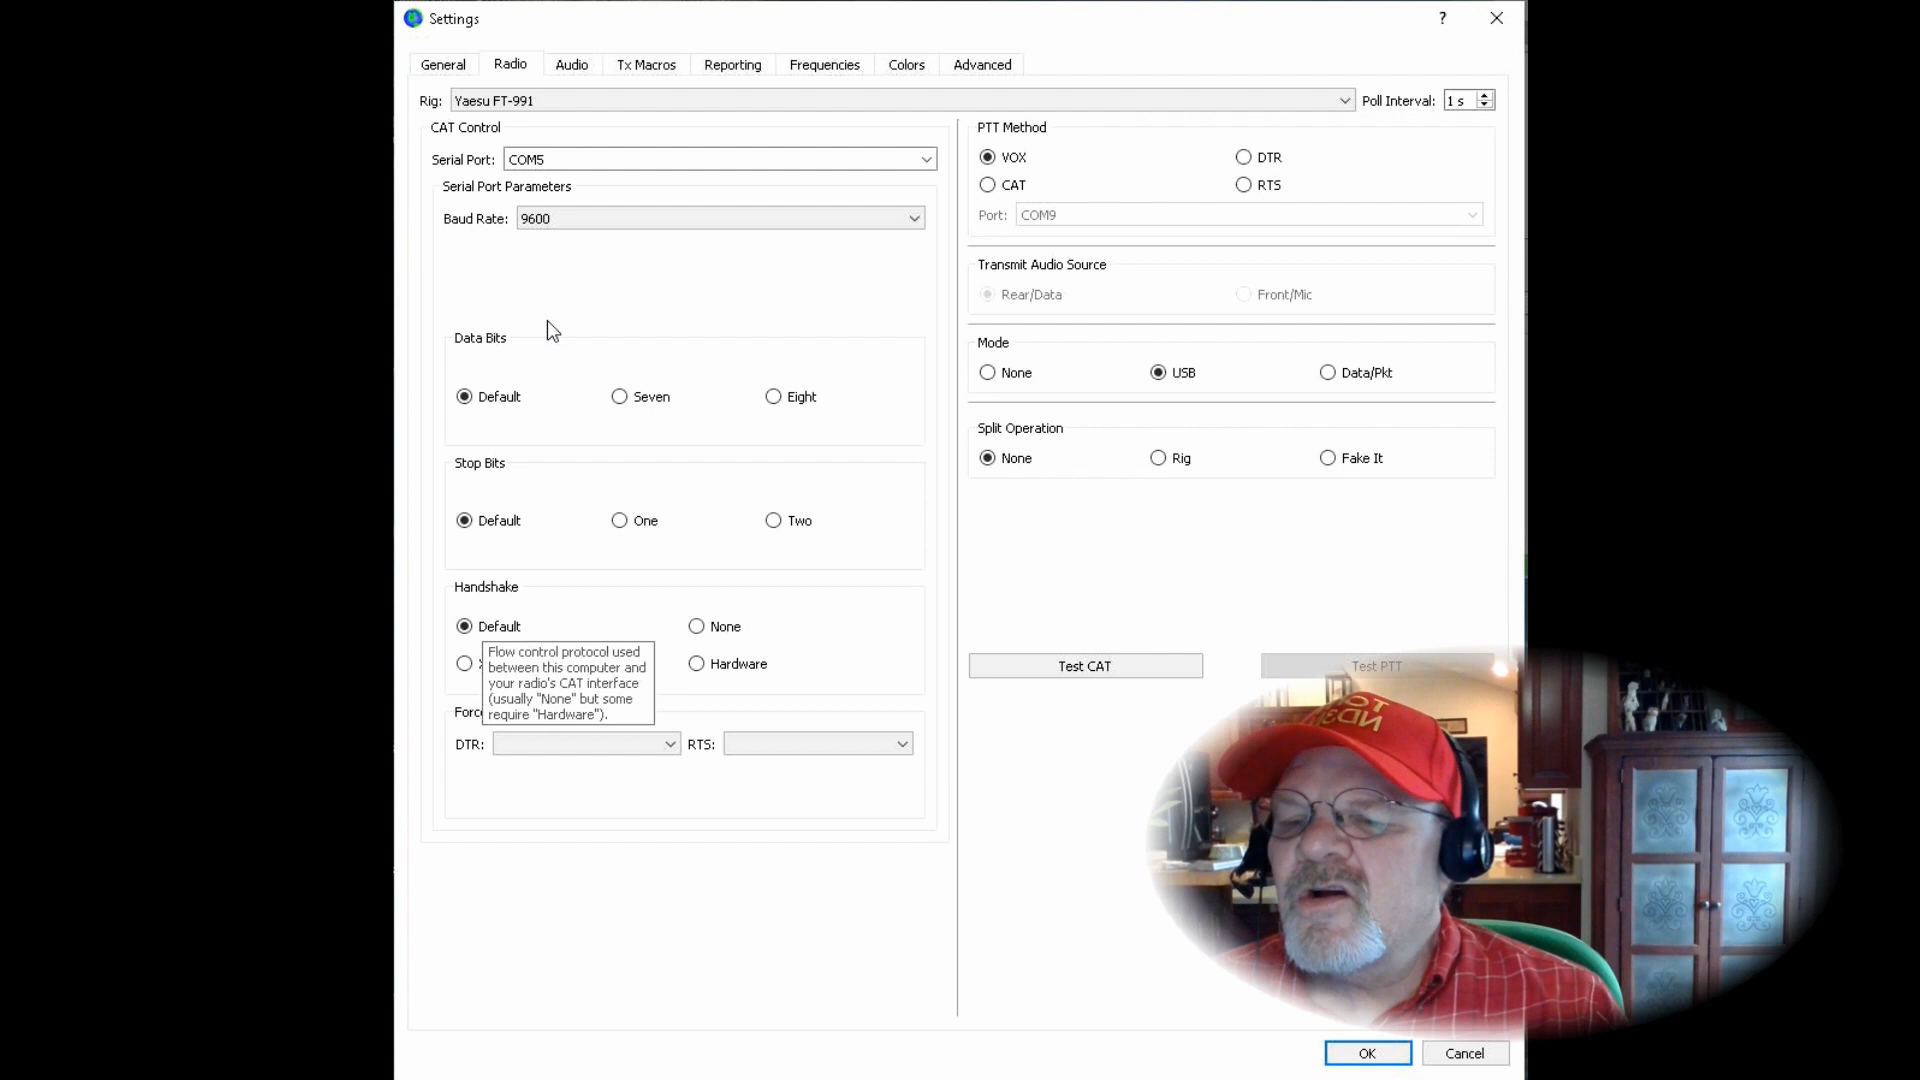 Settings
?
General Radio Audio Tx Macros Reporting Frequencies Colors Advanced
Rig: Yaesu FT-991 Poll Interval: 1 s
CAT Control
Serial Port: COM5
Serial Port Parameters
Baud Rate: 9600
Data Bits
Default Seven Eight
Stop Bits
Default One Two
Handshake
Default None
Hardware
Flow control protocol used
between this computer and
your radio's CAT interface
(usually "None" but some
require "Hardware").
DTR: RTS:
PTT Method
VOX DTR
CAT RTS
Port: COM9
Transmit Audio Source
Rear/Data Front/Mic
Mode
None USB Data/Pkt
Split Operation
None Rig Fake It
Test CAT Test PTT
OK Cancel